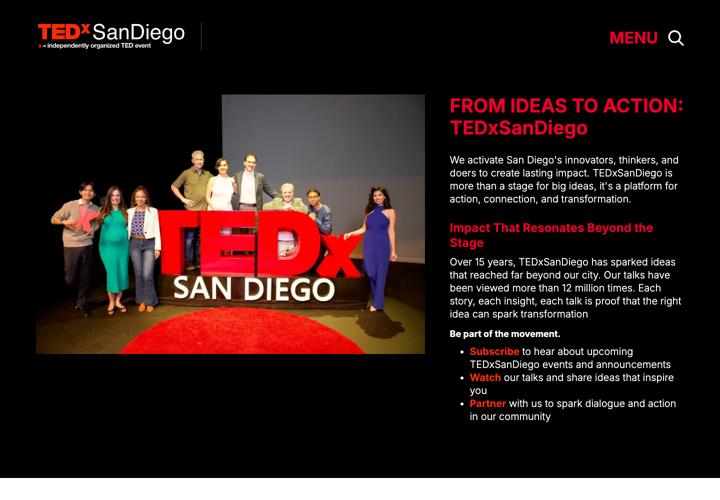 TEDxSanDiego
x = independently organized TED event
MENU
TEDx
SAN DIEGO
FROM IDEAS TO ACTION:
TEDxSanDiego
We activate San Diego's innovators, thinkers, and
doers to create lasting impact. TEDxSanDiego is
more than a stage for big ideas, it's a platform for
action, connection, and transformation.
Impact That Resonates Beyond the
Stage
Over 15 years, TEDxSanDiego has sparked ideas
that reached far beyond our city. Our talks have
been viewed more than 12 million times. Each
story, each insight, each talk is proof that the right
idea can spark transformation
Be part of the movement.
• Subscribe to hear about upcoming
TEDxSanDiego events and announcements
• Watch our talks and share ideas that inspire
you
• Partner with us to spark dialogue and action
in our community